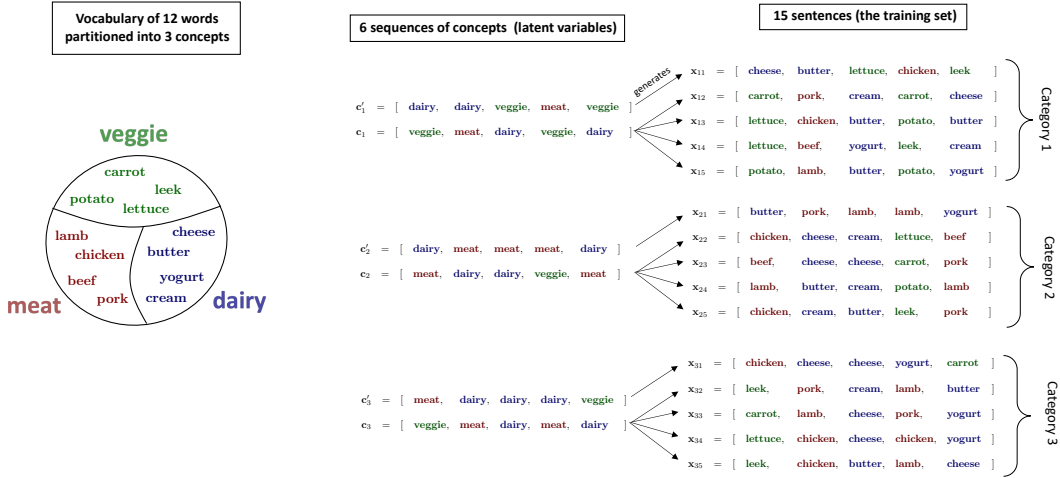 Vocabulary of 12 words
partitioned into 3 concepts
6 sequences of concepts (latent variables)
15 sentences (the training set)
veggie
carrot
leek
potato
lettuce
lamb
chicken
beef
pork
meat
cheese
butter
yogurt
cream
dairy
c′₁ = [ dairy, dairy, veggie, meat, veggie ]
c₁ = [ veggie, meat, dairy, veggie, dairy ]
generates
x₁₁ = [ cheese, butter, lettuce, chicken, leek ]
x₁₂ = [ carrot, pork, cream, carrot, cheese ]
x₁₃ = [ lettuce, chicken, butter, potato, butter ]
x₁₄ = [ lettuce, beef, yogurt, leek, cream ]
x₁₅ = [ potato, lamb, butter, potato, yogurt ]
Category 1
c′₂ = [ dairy, meat, meat, meat, dairy ]
c₂ = [ meat, dairy, dairy, veggie, meat ]
x₂₁ = [ butter, pork, lamb, lamb, yogurt ]
x₂₂ = [ chicken, cheese, cream, lettuce, beef ]
x₂₃ = [ beef, cheese, cheese, carrot, pork ]
x₂₄ = [ lamb, butter, cream, potato, lamb ]
x₂₅ = [ chicken, cream, butter, leek, pork ]
Category 2
c′₃ = [ meat, dairy, dairy, dairy, veggie ]
c₃ = [ veggie, meat, dairy, meat, dairy ]
x₃₁ = [ chicken, cheese, cheese, yogurt, carrot ]
x₃₂ = [ leek, pork, cream, lamb, butter ]
x₃₃ = [ carrot, lamb, cheese, pork, yogurt ]
x₃₄ = [ lettuce, chicken, cheese, chicken, yogurt ]
x₃₅ = [ leek, chicken, butter, lamb, cheese ]
Category 3